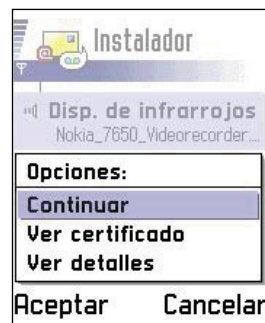 Instalador
Disp. de infrarrojos
Nokia_7650_Videorecorder...
Opciones:
Continuar
Ver certificado
Ver detalles
Aceptar Cancelar